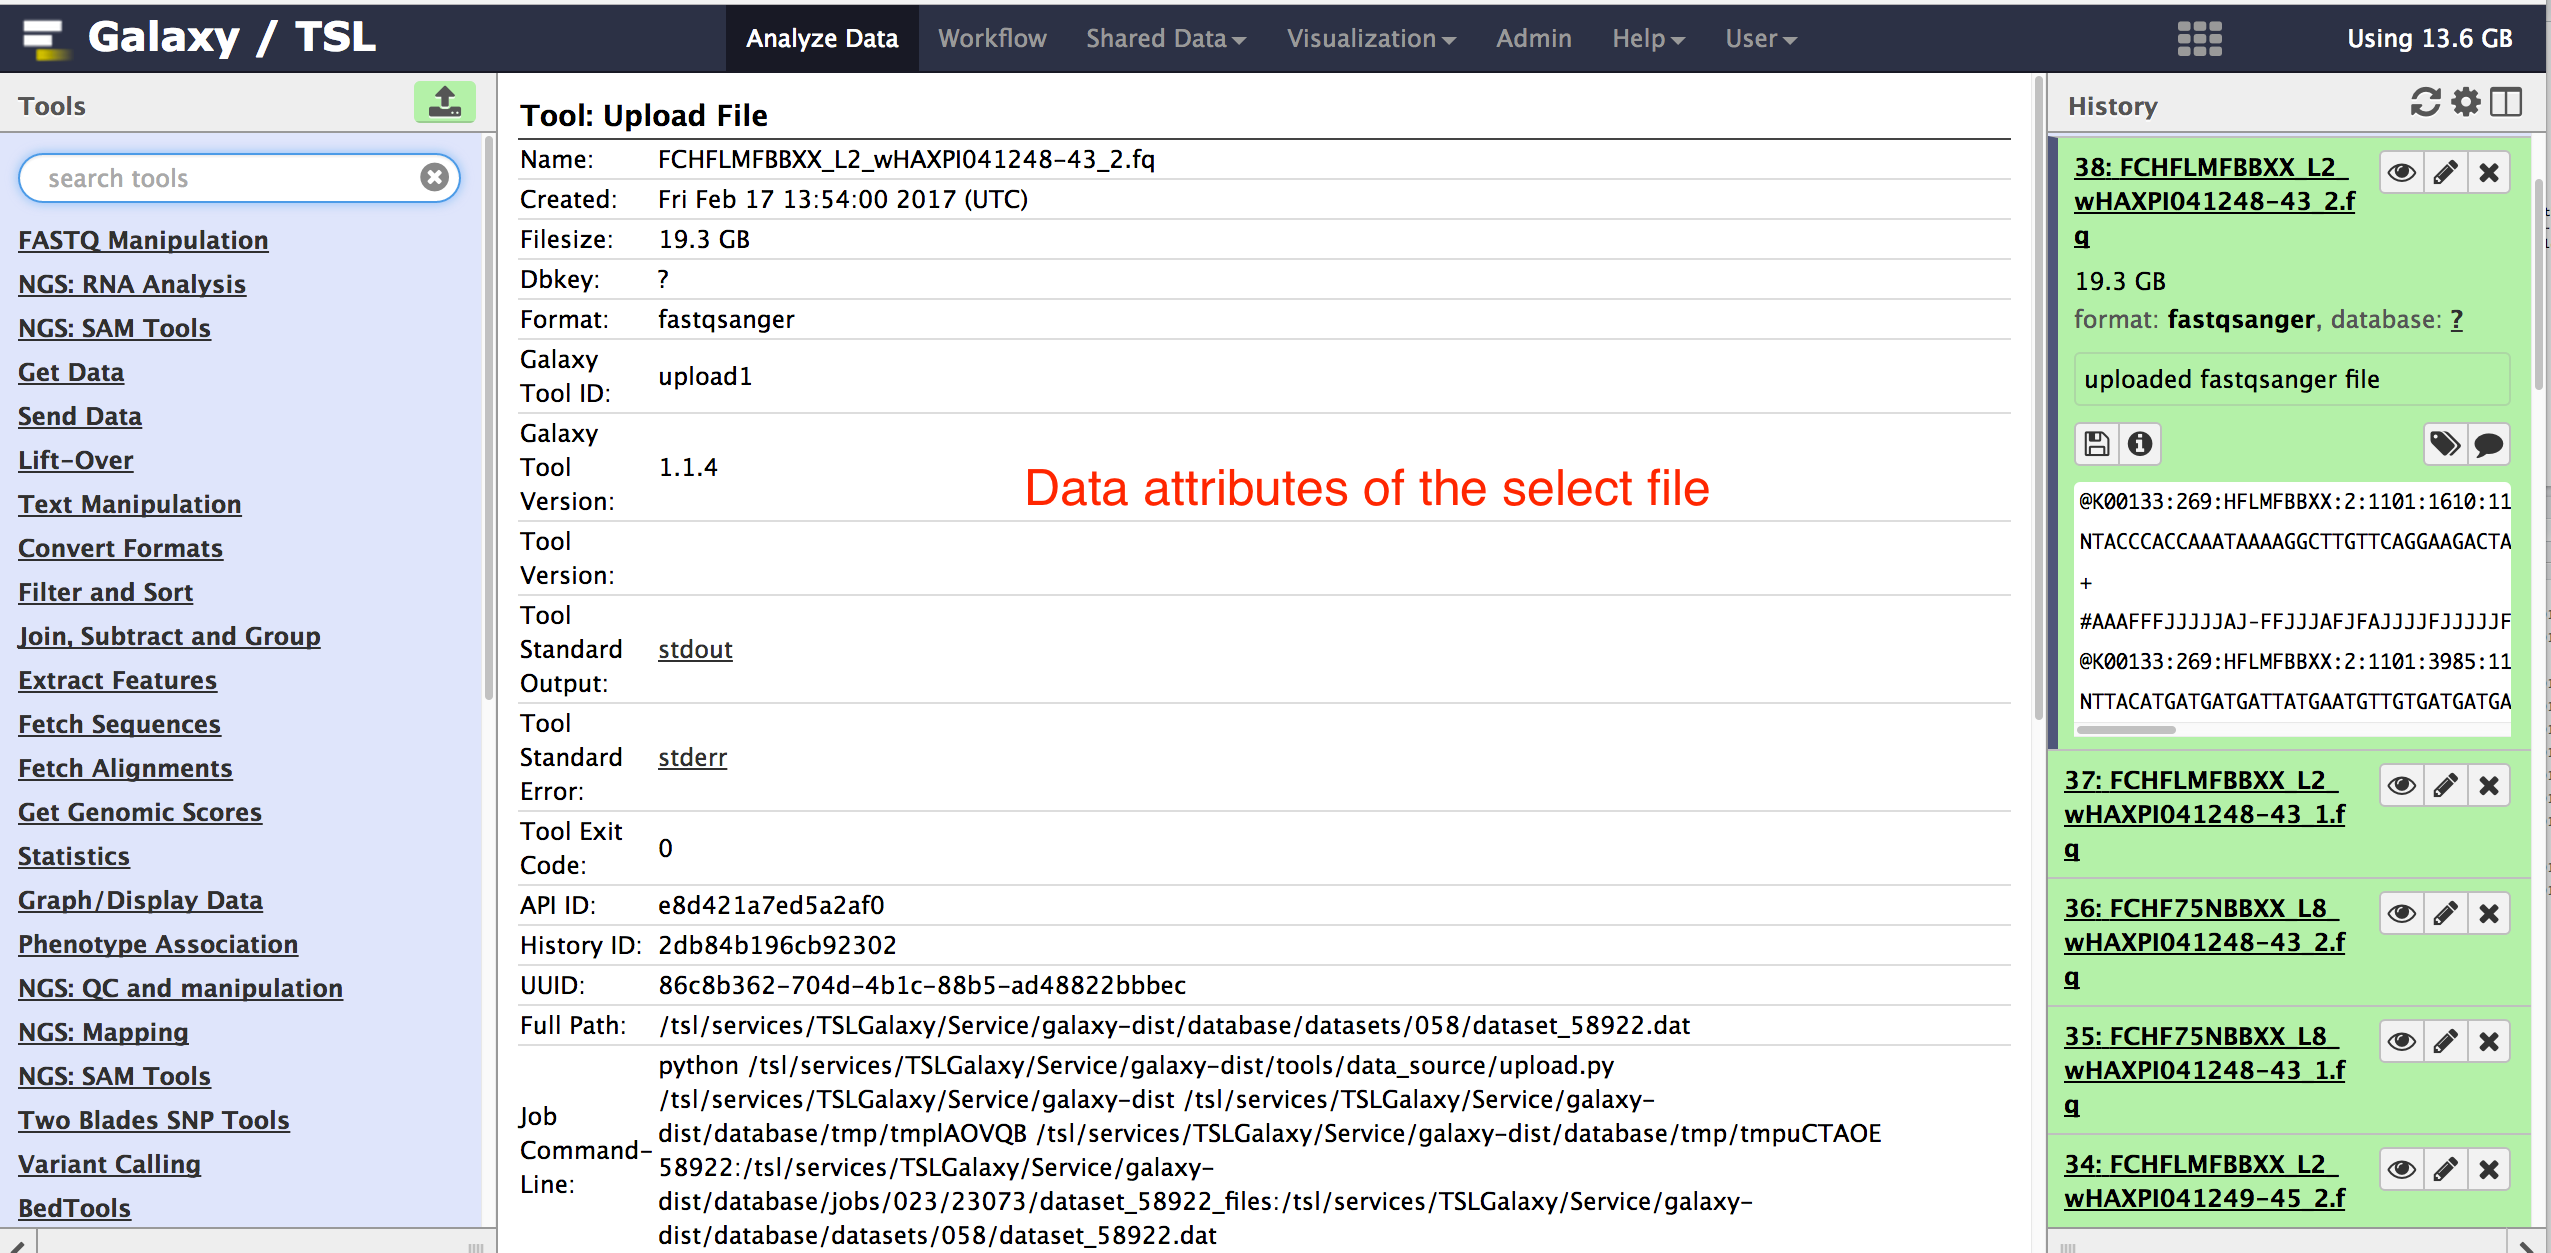 Galaxy / TSL
Analyze Data
Workflow
Shared Data
Visualization
Admin
Help
User
Using 13.6 GB
Tools
search tools
FASTQ Manipulation
NGS: RNA Analysis
NGS: SAM Tools
Get Data
Send Data
Lift-Over
Text Manipulation
Convert Formats
Filter and Sort
Join, Subtract and Group
Extract Features
Fetch Sequences
Fetch Alignments
Get Genomic Scores
Statistics
Graph/Display Data
Phenotype Association
NGS: QC and manipulation
NGS: Mapping
NGS: SAM Tools
Two Blades SNP Tools
Variant Calling
BedTools
Tool: Upload File
Name: FCHFLMFBBXX_L2_wHAXPI041248-43_2.fq
Created: Fri Feb 17 13:54:00 2017 (UTC)
Filesize: 19.3 GB
Dbkey: ?
Format: fastqsanger
Galaxy
Tool ID: upload1
Galaxy
Tool 1.1.4
Version:
Data attributes of the select file
Tool
Version:
Tool
Standard stdout
Output:
Tool
Standard stderr
Error:
Tool Exit
Code: 0
API ID: e8d421a7ed5a2af0
History ID: 2db84b196cb92302
UUID: 86c8b362-704d-4b1c-88b5-ad48822bbbec
Full Path: /tsl/services/TSLGalaxy/Service/galaxy-dist/database/datasets/058/dataset_58922.dat
Job
Command-
Line:
python /tsl/services/TSLGalaxy/Service/galaxy-dist/tools/data_source/upload.py
/tsl/services/TSLGalaxy/Service/galaxy-dist /tsl/services/TSLGalaxy/Service/galaxy-
dist/database/tmp/tmplAOVQB /tsl/services/TSLGalaxy/Service/galaxy-dist/database/tmp/tmpuCTAOE
58922:/tsl/services/TSLGalaxy/Service/galaxy-
dist/database/jobs/023/23073/dataset_58922_files:/tsl/services/TSLGalaxy/Service/galaxy-
dist/database/datasets/058/dataset_58922.dat
History
38: FCHFLMFBBXX_L2_
wHAXPI041248-43_2.f
q
19.3 GB
format: fastqsanger, database: ?
uploaded fastqsanger file
@K00133:269:HFLMFBBXX:2:1101:1610:11
NTACCCACCAAATAAAAGGCTTGTTCAGGAAGACTA
+
#AAAFFFJJJJJAJ-FFJJJAFJFAJJJJFJJJJJF
@K00133:269:HFLMFBBXX:2:1101:3985:11
NTTACATGATGATGATTATGAATGTTGTGATGATGA
37: FCHFLMFBBXX_L2_
wHAXPI041248-43_1.f
q
36: FCHF75NBBXX_L8_
wHAXPI041248-43_2.f
q
35: FCHF75NBBXX_L8_
wHAXPI041248-43_1.f
q
34: FCHFLMFBBXX_L2_
wHAXPI041249-45_2.f